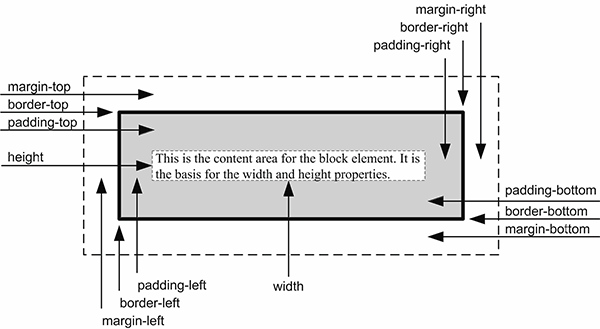 margin-right
border-right
padding-right
margin-top
border-top
padding-top
height
This is the content area for the block element. It is
the basis for the width and height properties.
padding-bottom
border-bottom
margin-bottom
padding-left
width
border-left
margin-left